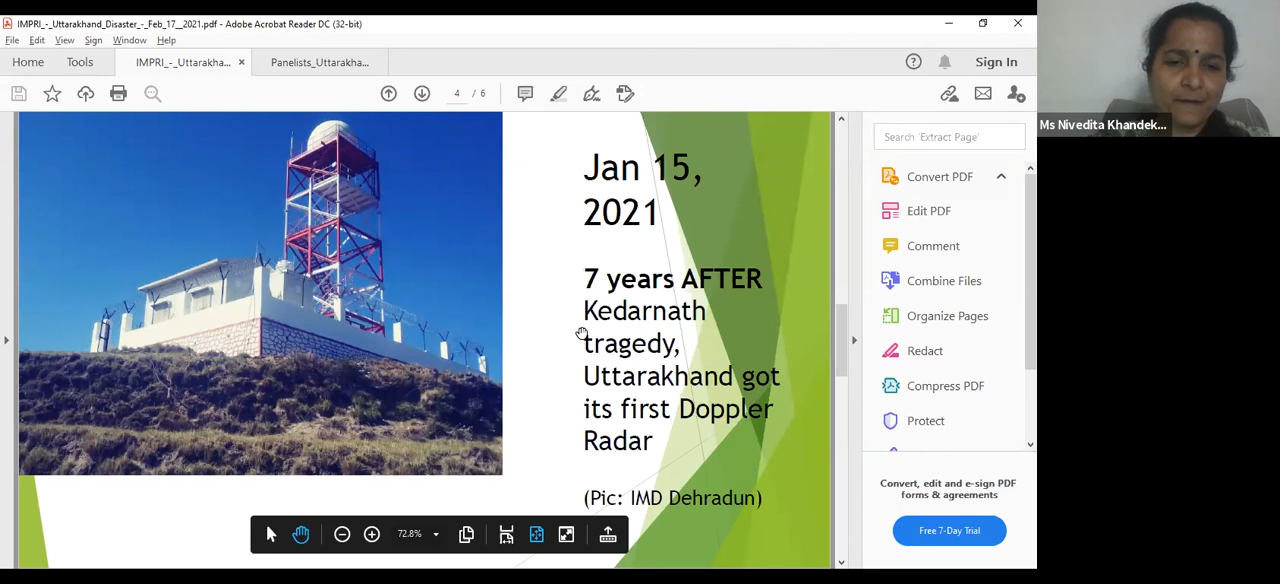 IMPRI_-_Uttarakhand_Disaster_-_Feb_17__2021.pdf - Adobe Acrobat Reader DC (32-bit)
File Edit View Sign Window Help
Home Tools IMPRI_-_Uttarakha... × Panelists_Uttarakha... Sign In
4 / 6
Ms Nivedita Khandek...
Search 'Extract Page'
Jan 15,
2021
7 years AFTER
Kedarnath
tragedy,
Uttarakhand got
its first Doppler
Radar
(Pic: IMD Dehradun)
72.8%
Convert PDF
Edit PDF
Comment
Combine Files
Organize Pages
Redact
Compress PDF
Protect
Convert, edit and e-sign PDF
forms & agreements
Free 7-Day Trial